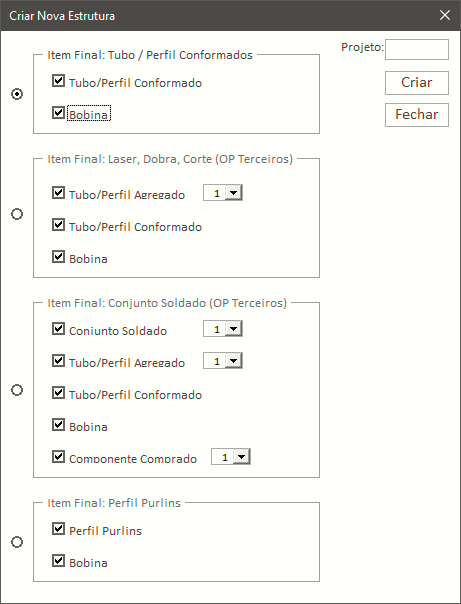 Criar Nova Estrutura
Item Final: Tubo / Perfil Conformados
Projeto:
Tubo/Perfil Conformado
Criar
Bobina
Fechar
Item Final: Laser, Dobra, Corte (OP Terceiros)
Tubo/Perfil Agregado 1
Tubo/Perfil Conformado
Bobina
Item Final: Conjunto Soldado (OP Terceiros)
Conjunto Soldado 1
Tubo/Perfil Agregado 1
Tubo/Perfil Conformado
Bobina
Componente Comprado 1
Item Final: Perfil Purlins
Perfil Purlins
Bobina